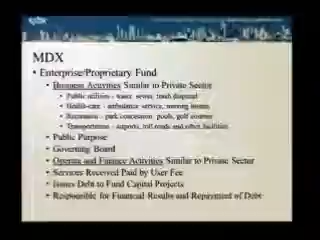 MDX
• Enterprise/Proprietary Fund
• Business Activities Similar to Private Sector
• Public utilities - water, sewer, trash disposal
• Health-care - ambulance service, nursing homes
• Recreation - park concession, pools, golf courses
• Transportation - airports, toll roads and other facilities
• Public Purpose
• Governing Board
• Operate and Finance Activities Similar to Private Sector
• Services Received Paid by User Fee
• Issues Debt to Fund Capital Projects
• Responsible for Financial Results and Repayment of Debt